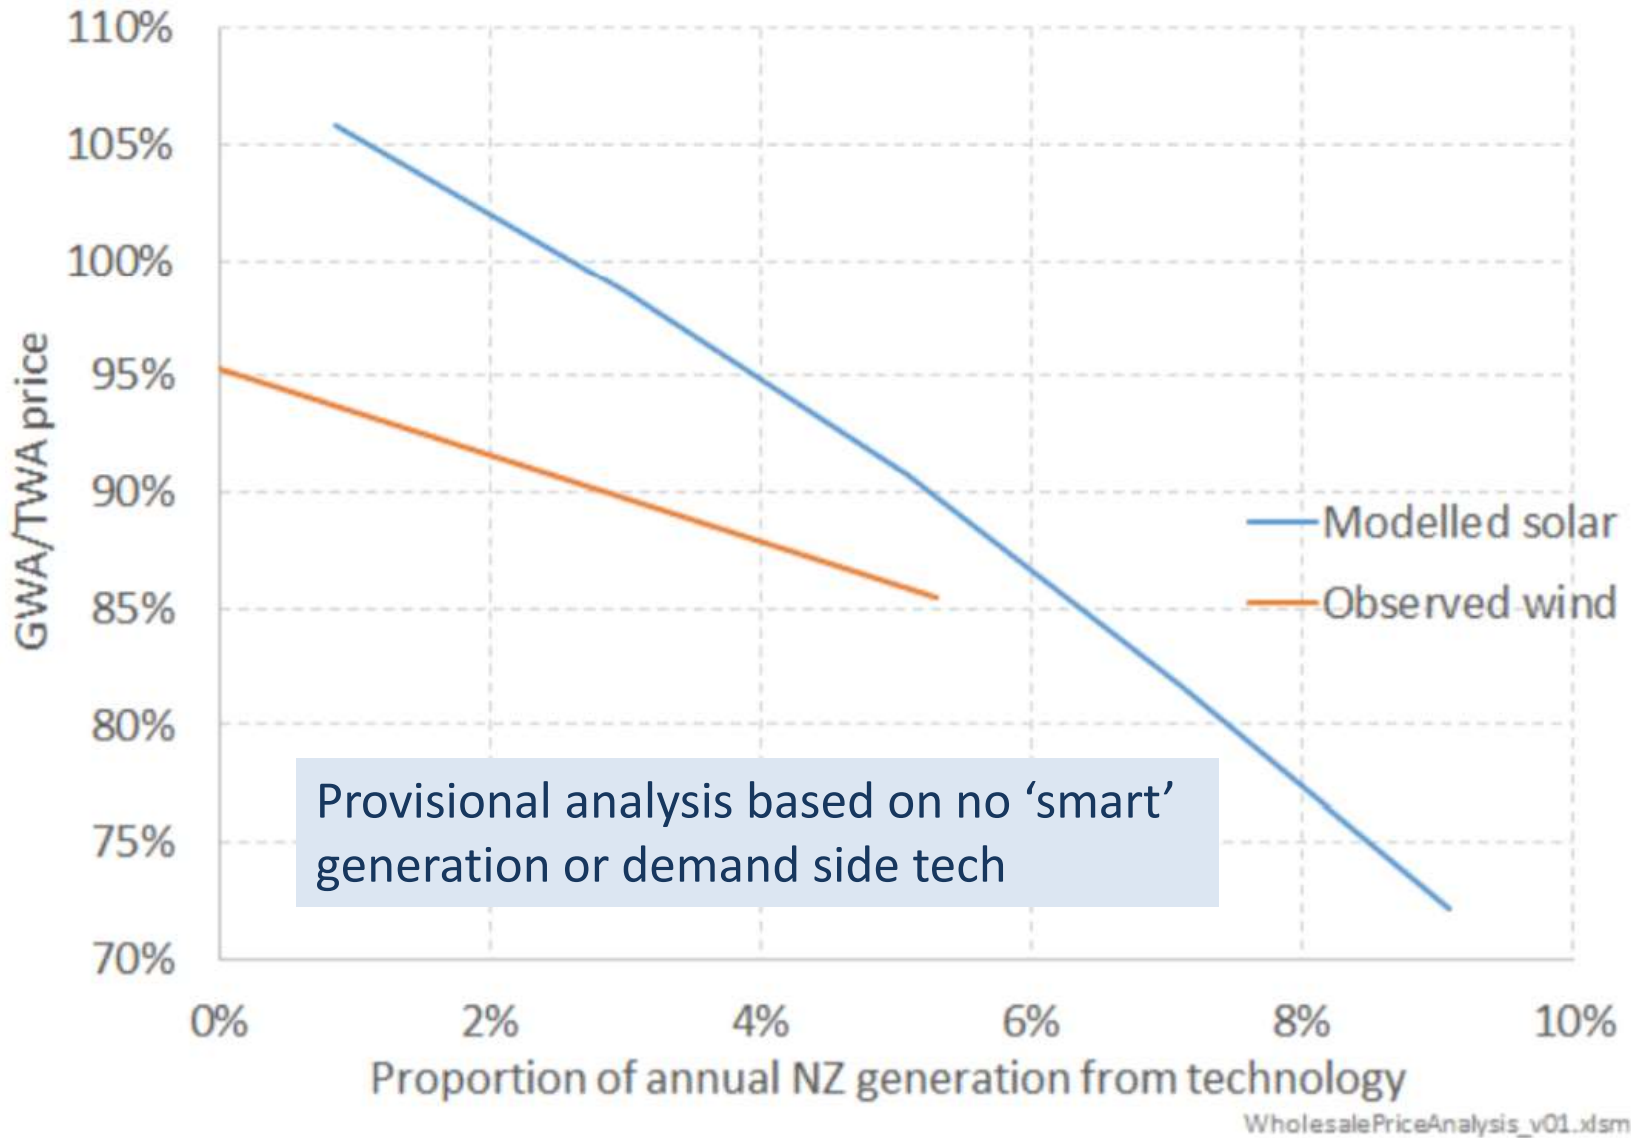 110%
105%
100%
95%
90%
85%
80%
75%
70%
GWA/TWA price
Modelled solar
Observed wind
Provisional analysis based on no ‘smart’
generation or demand side tech
0% 2% 4% 6% 8% 10%
Proportion of annual NZ generation from technology
WholesalePriceAnalysis_v01.xlsm